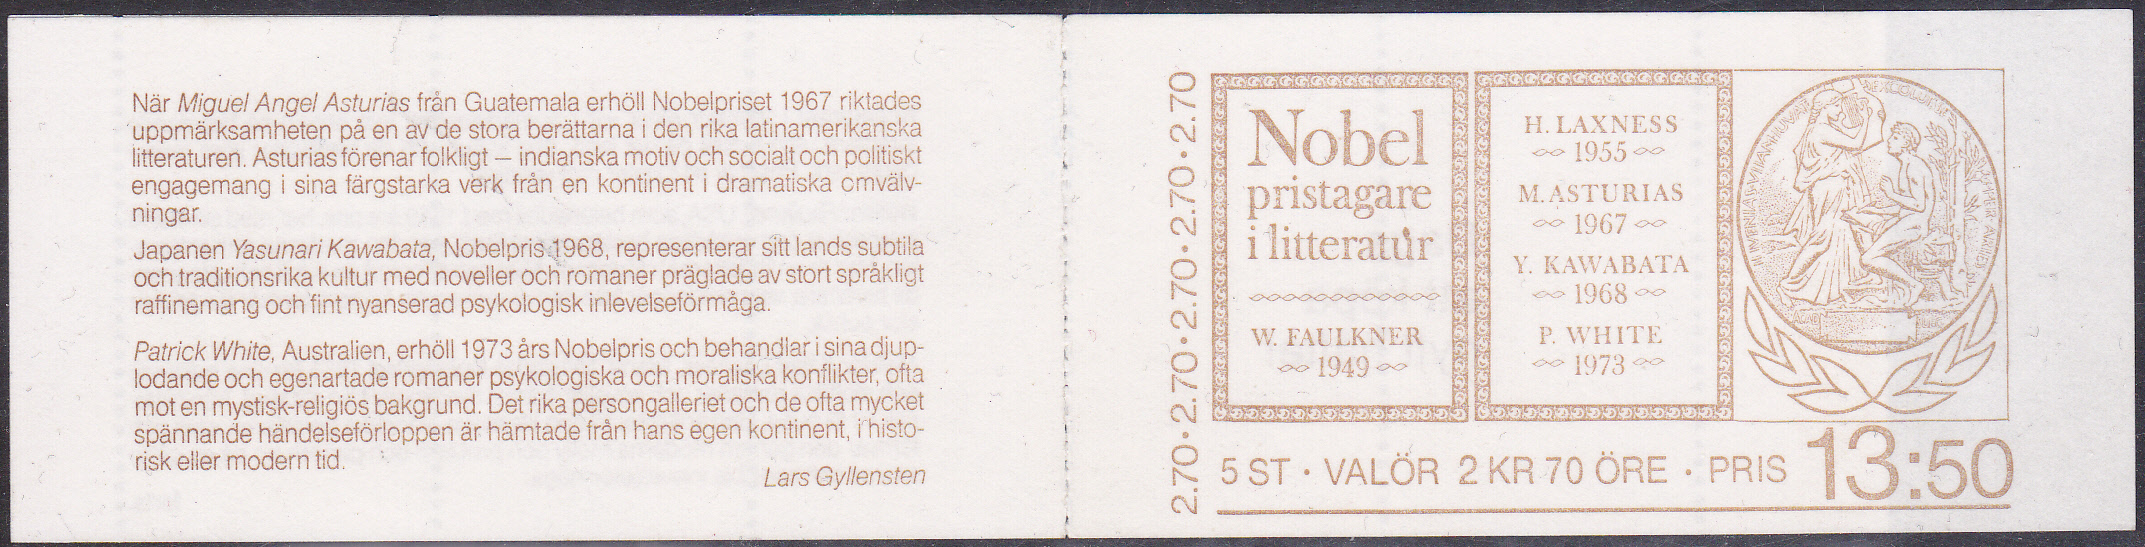 När Miguel Angel Asturias från Guatemala erhöll Nobelpriset 1967 riktades
uppmärksamheten på en av de stora berättarna i den rika latinamerikanska
litteraturen. Asturias förenar folkligt – indianska motiv och socialt och politiskt
engagemang i sina färgstarka verk från en kontinent i dramatiska omvälv-
ningar.
Japanen Yasunari Kawabata, Nobelpris 1968, representerar sitt lands subtila
och traditionsrika kultur med noveller och romaner präglade av stort språkligt
raffinemang och fint nyanserad psykologisk inlevelseförmåga.
Patrick White, Australien, erhöll 1973 års Nobelpris och behandlar i sina djup-
lodande och egenartade romaner psykologiska och moraliska konflikter, ofta
mot en mystisk-religiös bakgrund. Det rika persongalleriet och de ofta mycket
spännande händelseförloppen är hämtade från hans egen kontinent, i histo-
risk eller modern tid.
Lars Gyllensten
2.70·2.70·2.70·2.70·2.70
Nobel
pristagare
i litteratur
W. FAULKNER
1949
H. LAXNESS
1955
M. ASTURIAS
1967
Y. KAWABATA
1968
P. WHITE
1973
5 ST · VALÖR 2 KR 70 ÖRE · PRIS 13:50